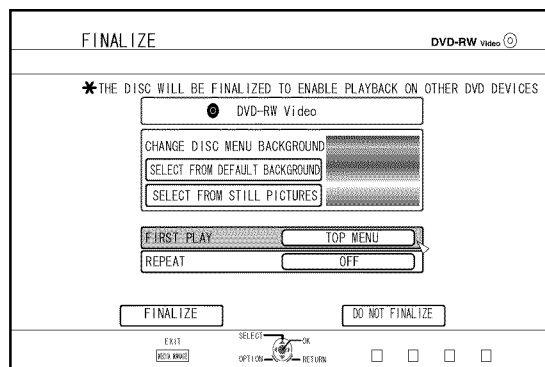 FINALIZE
DVD-RW Video
*THE DISC WILL BE FINALIZED TO ENABLE PLAYBACK ON OTHER DVD DEVICES
DVD-RW Video
CHANGE DISC MENU BACKGROUND
SELECT FROM DEFAULT BACKGROUND
SELECT FROM STILL PICTURES
FIRST PLAY TOP MENU
REPEAT OFF
FINALIZE DO NOT FINALIZE
EXIT SELECT OK
MEDIA MANAGE OPTION RETURN